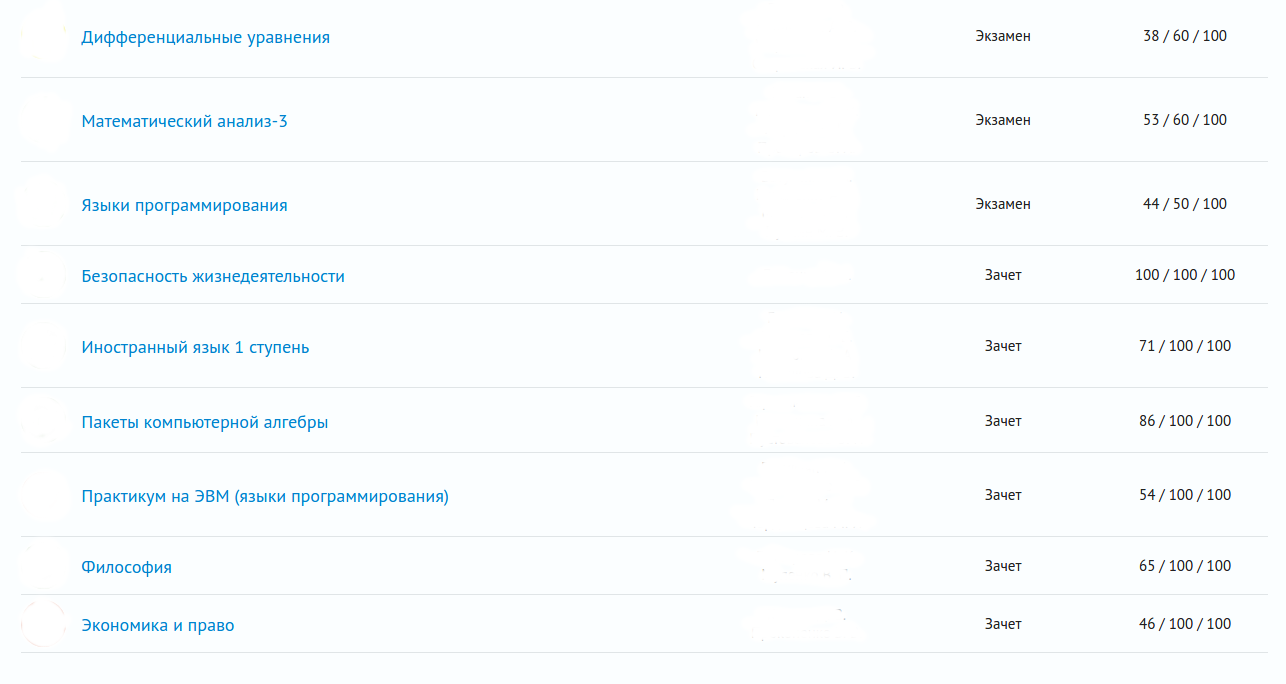 Дифференциальные уравнения Экзамен 38 / 60 / 100
Математический анализ-3 Экзамен 53 / 60 / 100
Языки программирования Экзамен 44 / 50 / 100
Безопасность жизнедеятельности Зачет 100 / 100 / 100
Иностранный язык 1 ступень Зачет 71 / 100 / 100
Пакеты компьютерной алгебры Зачет 86 / 100 / 100
Практикум на ЭВМ (языки программирования) Зачет 54 / 100 / 100
Философия Зачет 65 / 100 / 100
Экономика и право Зачет 46 / 100 / 100